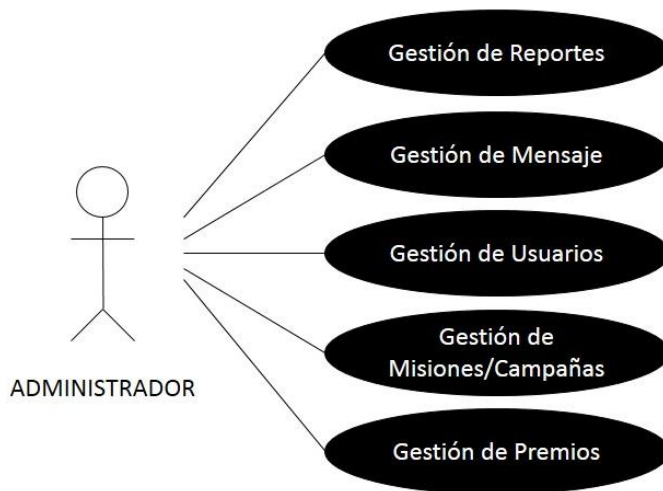 Gestión de Reportes
Gestión de Mensaje
Gestión de Usuarios
Gestión de
Misiones/Campañas
Gestión de Premios
ADMINISTRADOR